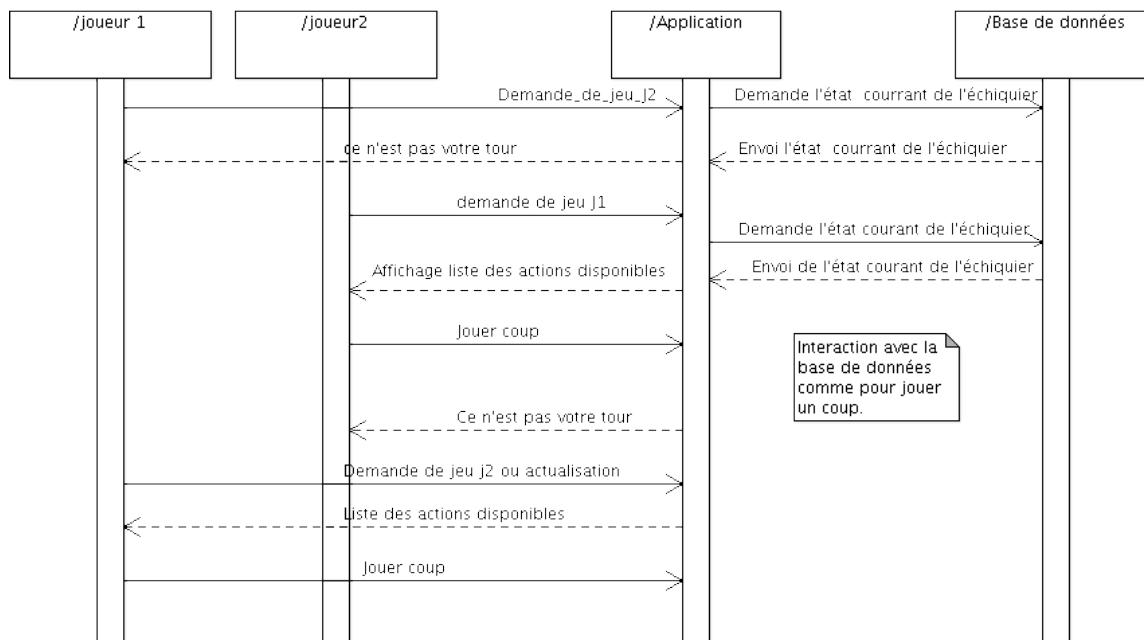 /joueur 1
/joueur2
/Application
/Base de données
Demande_de_jeu_J2
Demande l'état courrant de l'échiquier
ce n'est pas votre tour
Envoi l'état courrant de l'échiquier
demande de jeu J1
Demande l'état courant de l'échiquier
Affichage liste des actions disponibles
Envoi de l'état courant de l'échiquier
Jouer coup
Interaction avec la
base de données
comme pour jouer
un coup.
Ce n'est pas votre tour
Demande de jeu j2 ou actualisation
Liste des actions disponibles
Jouer coup